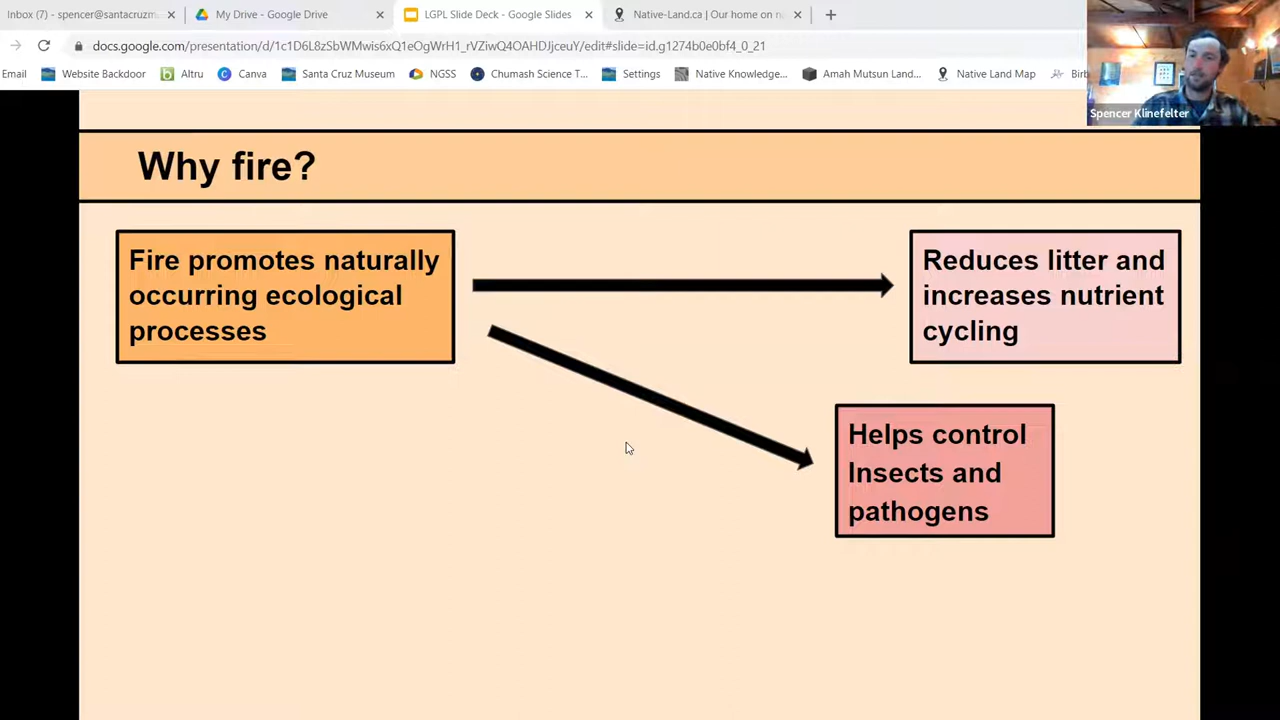 Inbox (7) - spencer@santacruzm
My Drive - Google Drive
LGPL Slide Deck - Google Slides
Native-Land.ca | Our home on n
docs.google.com/presentation/d/1c1D6L8zSbWMwis6xQ1eOgWrH1_rVZiwQ4OAHDJjceuY/edit#slide=id.g1274b0e0bf4_0_21
Email
Website Backdoor
Altru
Canva
Santa Cruz Museum
NGSS
Chumash Science T...
Settings
Native Knowledge...
Amah Mutsun Land...
Native Land Map
Birb
Spencer Klinefelter
Why fire?
Fire promotes naturally
occurring ecological
processes
Reduces litter and
increases nutrient
cycling
Helps control
Insects and
pathogens